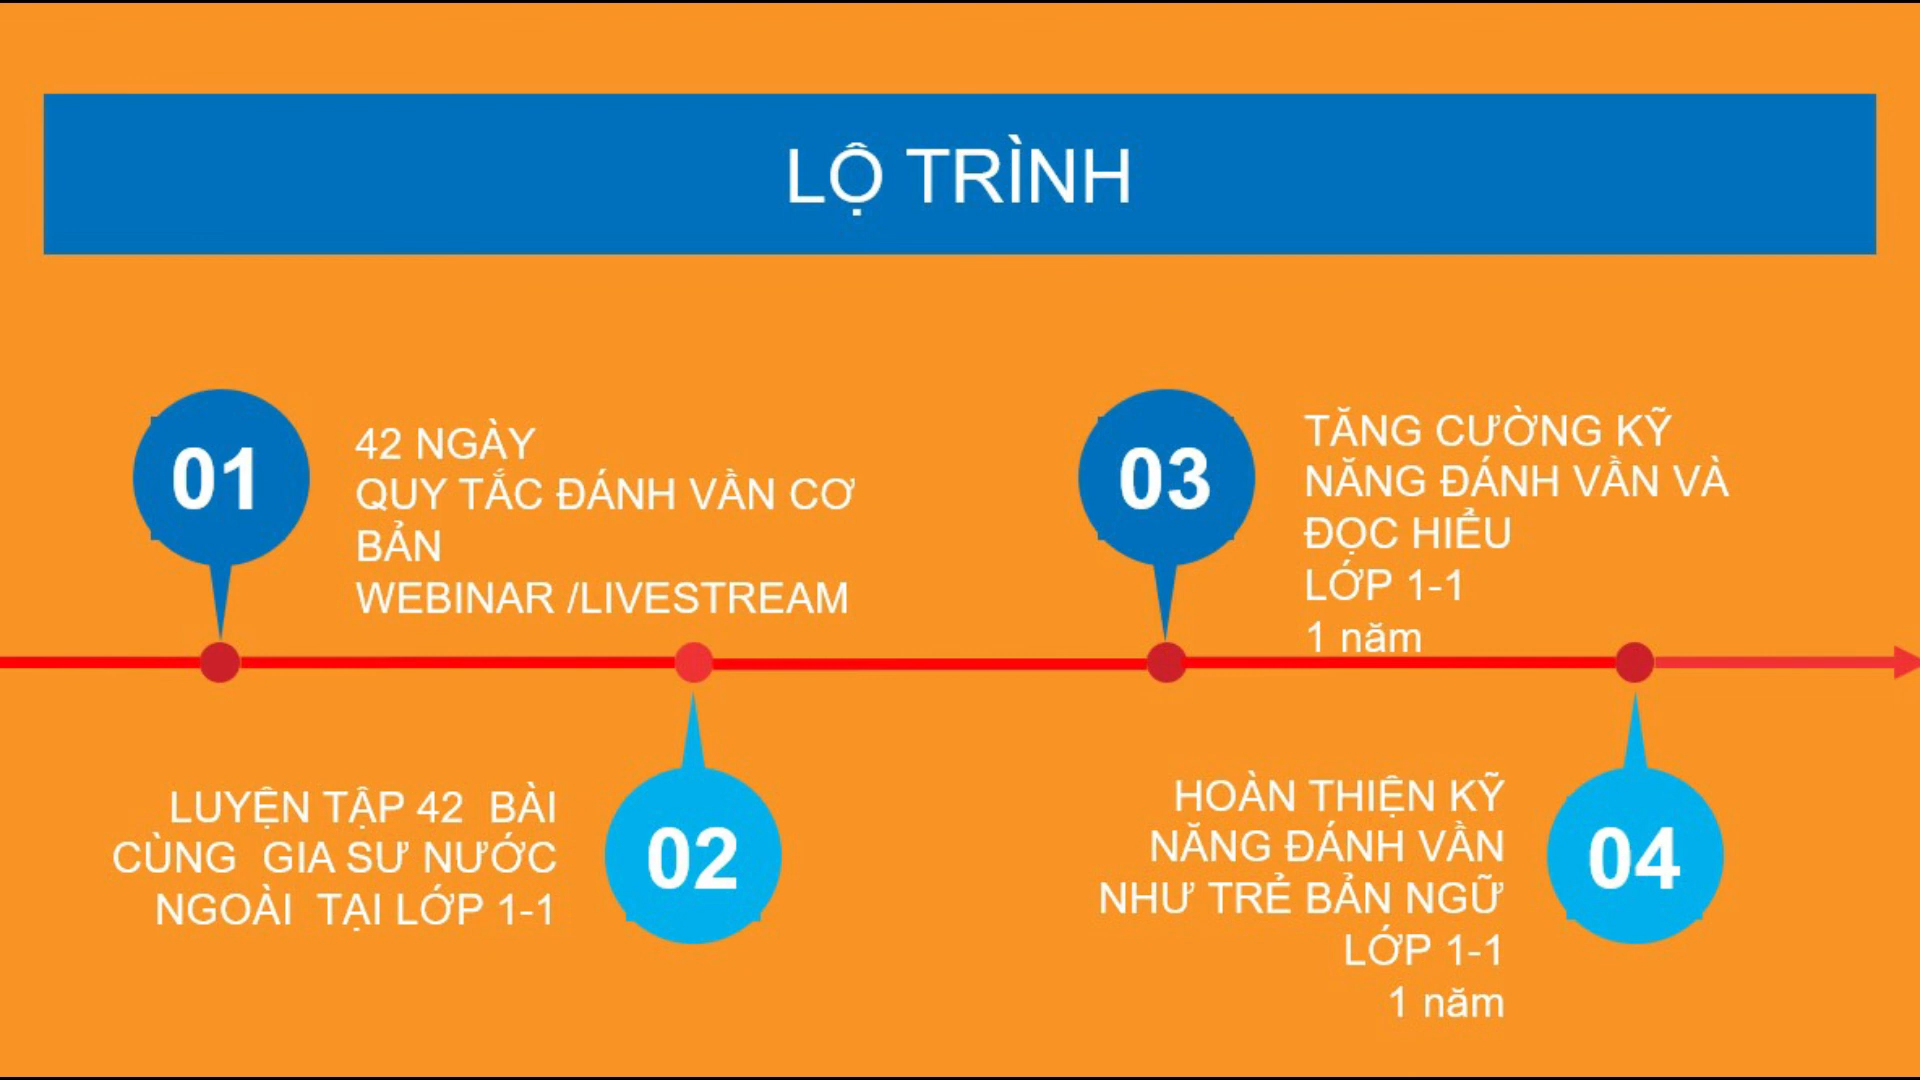 LỘ TRÌNH
01
42 NGÀY
QUY TẮC ĐÁNH VẦN CƠ
BẢN
WEBINAR /LIVESTREAM
LUYỆN TẬP 42 BÀI
CÙNG GIA SƯ NƯỚC
NGOÀI TẠI LỚP 1-1
02
03
TĂNG CƯỜNG KỸ
NĂNG ĐÁNH VẦN VÀ
ĐỌC HIỂU
LỚP 1-1
1 năm
HOÀN THIỆN KỸ
NĂNG ĐÁNH VẦN
NHƯ TRẺ BẢN NGỮ
LỚP 1-1
1 năm
04